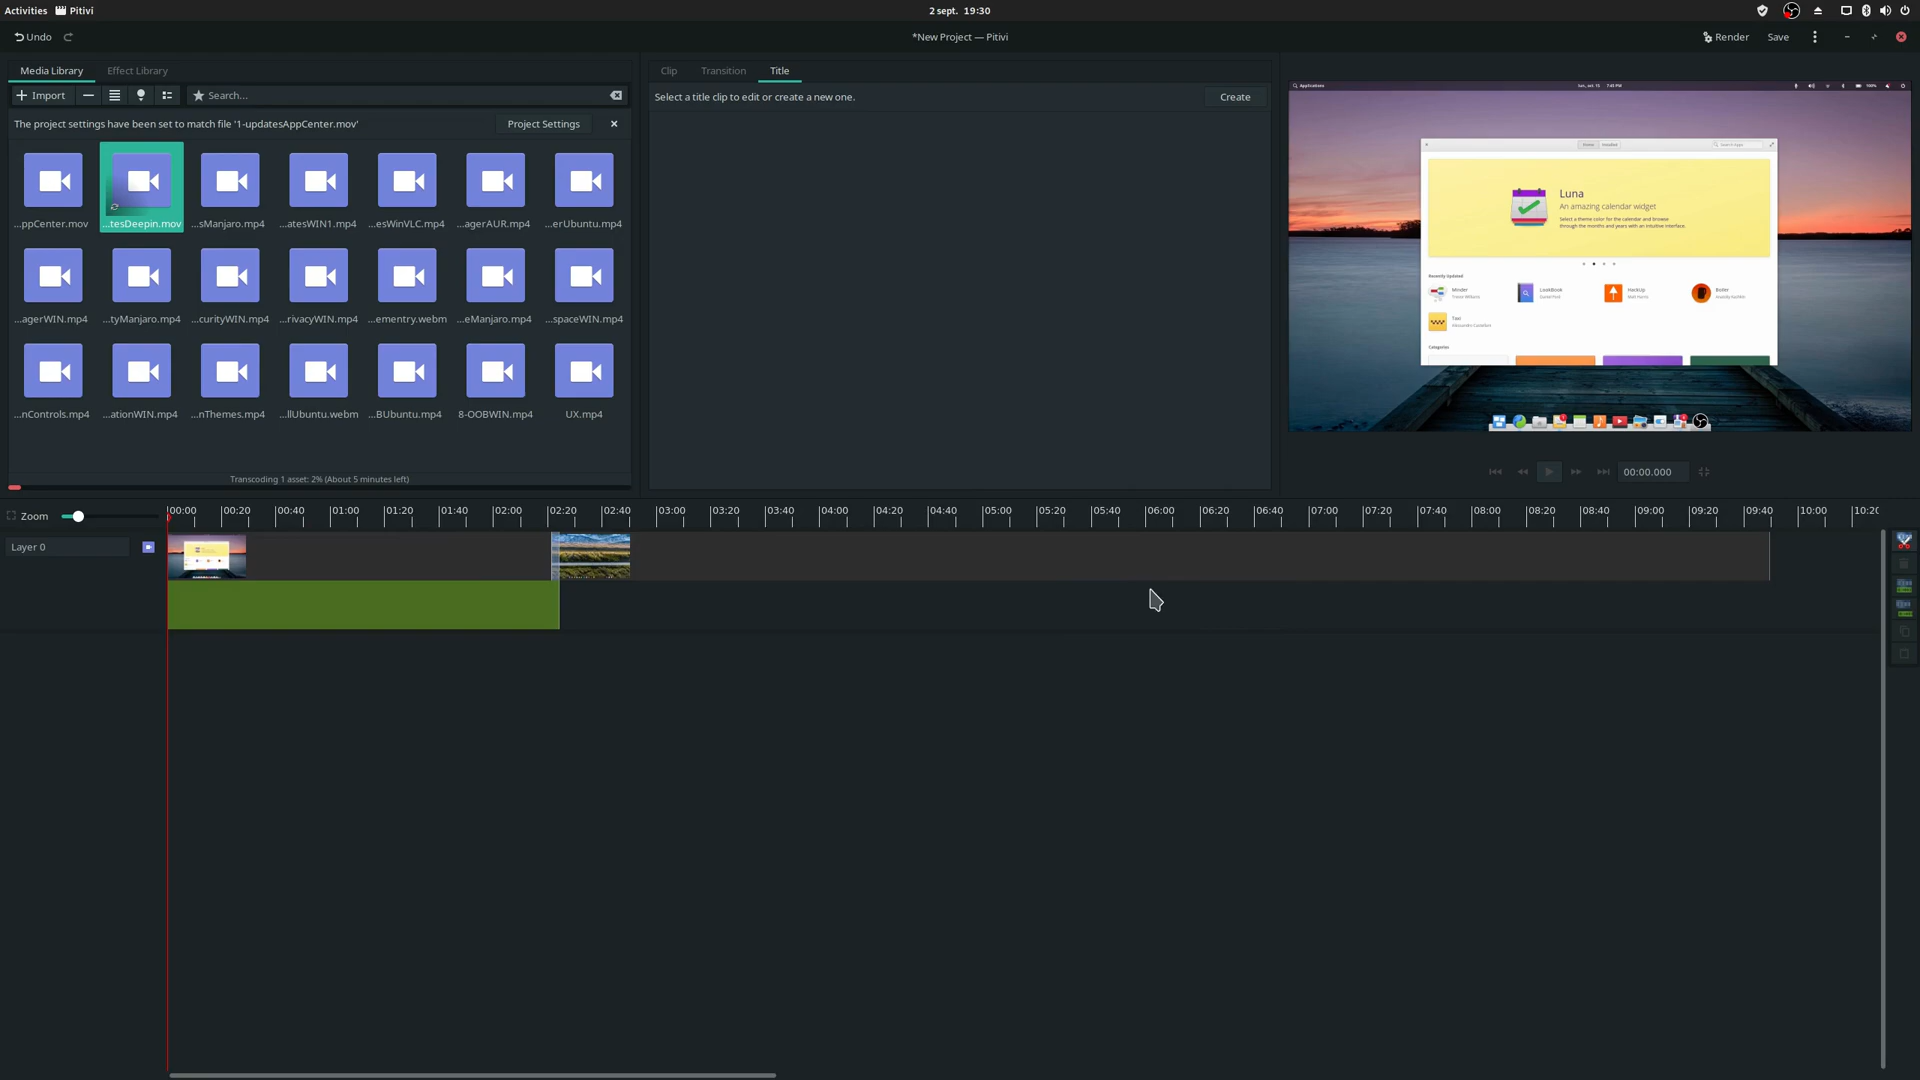 Activities Pitivi 2 sept. 19:30
Undo *New Project — Pitivi Render Save
Media Library Effect Library Clip Transition Title
Import Search... Select a title clip to edit or create a new one. Create
The project settings have been set to match file '1-updatesAppCenter.mov' Project Settings
...ppCenter.mov ...tesDeepin.mov ...sManjaro.mp4 ...atesWIN1.mp4 ...esWinVLC.mp4 ...agerAUR.mp4 ...erUbuntu.mp4
...agerWIN.mp4 ...tyManjaro.mp4 ...curityWIN.mp4 ...rivacyWIN.mp4 ...ementry.webm ...eManjaro.mp4 ...spaceWIN.mp4
...nControls.mp4 ...ationWIN.mp4 ...nThemes.mp4 ...llUbuntu.webm ...BUbuntu.mp4 8-OOBWIN.mp4 UX.mp4
Transcoding 1 asset: 2% (About 5 minutes left)
Applications
Home Installed Search Apps
Luna
An amazing calendar widget
Select a theme color for the calendar and browse
through the months and years with an intuitive interface.
Recently Updated
Minder LookBook HackUp Boiler
Taxi
Categories
00:00.000
Zoom 00:00 00:20 00:40 01:00 01:20 01:40 02:00 02:20 02:40 03:00 03:20 03:40 04:00 04:20 04:40 05:00 05:20 05:40 06:00 06:20 06:40 07:00 07:20 07:40 08:00 08:20 08:40 09:00 09:20 09:40 10:00 10:20
Layer 0